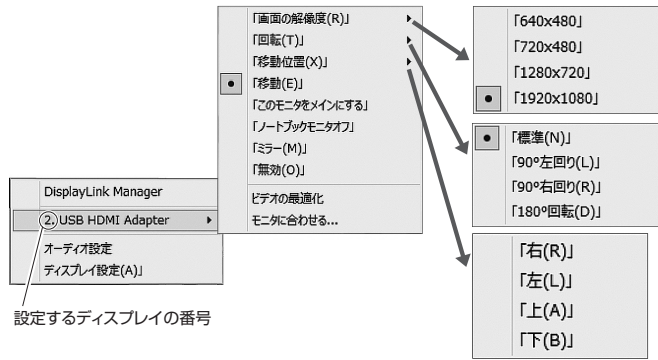 DisplayLink Manager
2. USB HDMI Adapter
オーディオ設定
ディスプレイ設定(A)」
設定するディスプレイの番号
「画面の解像度(R)」
「回転(T)」
「移動位置(X)」
「移動(E)」
「このモニタをメインにする」
「ノートブックモニタオフ」
「ミラー(M)」
「無効(O)」
ビデオの最適化
モニタに合わせる...
「640x480」
「720x480」
「1280x720」
「1920x1080」
「標準(N)」
「90°左回り(L)」
「90°右回り(R)
「180°回転(D)」
「右(R)」
「左(L)」
「上(A)」
「下(B)」